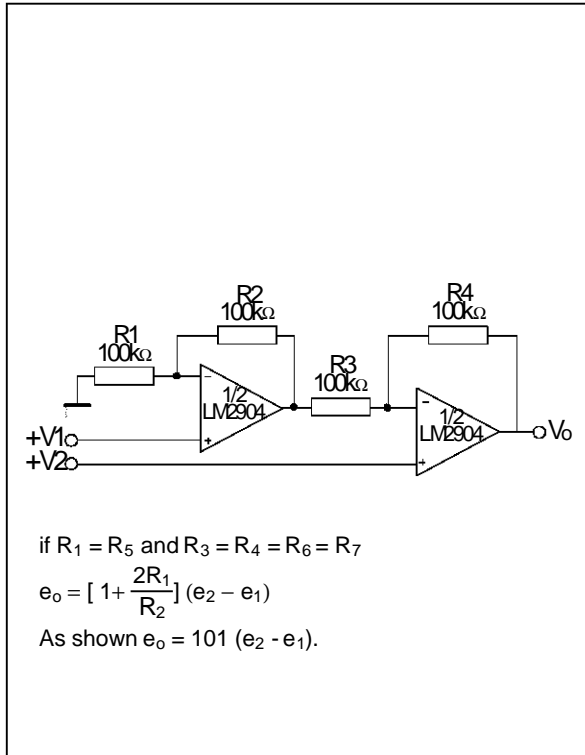 R2
100kΩ
R4
100kΩ
R1
100kΩ
R3
100kΩ
1/2
LM2904
1/2
LM2904
+V1
+V2
Vo
if R1 = R5 and R3 = R4 = R6 = R7
eo = [ 1+ 2R1/R2 ] (e2 – e1)
As shown eo = 101 (e2 - e1).